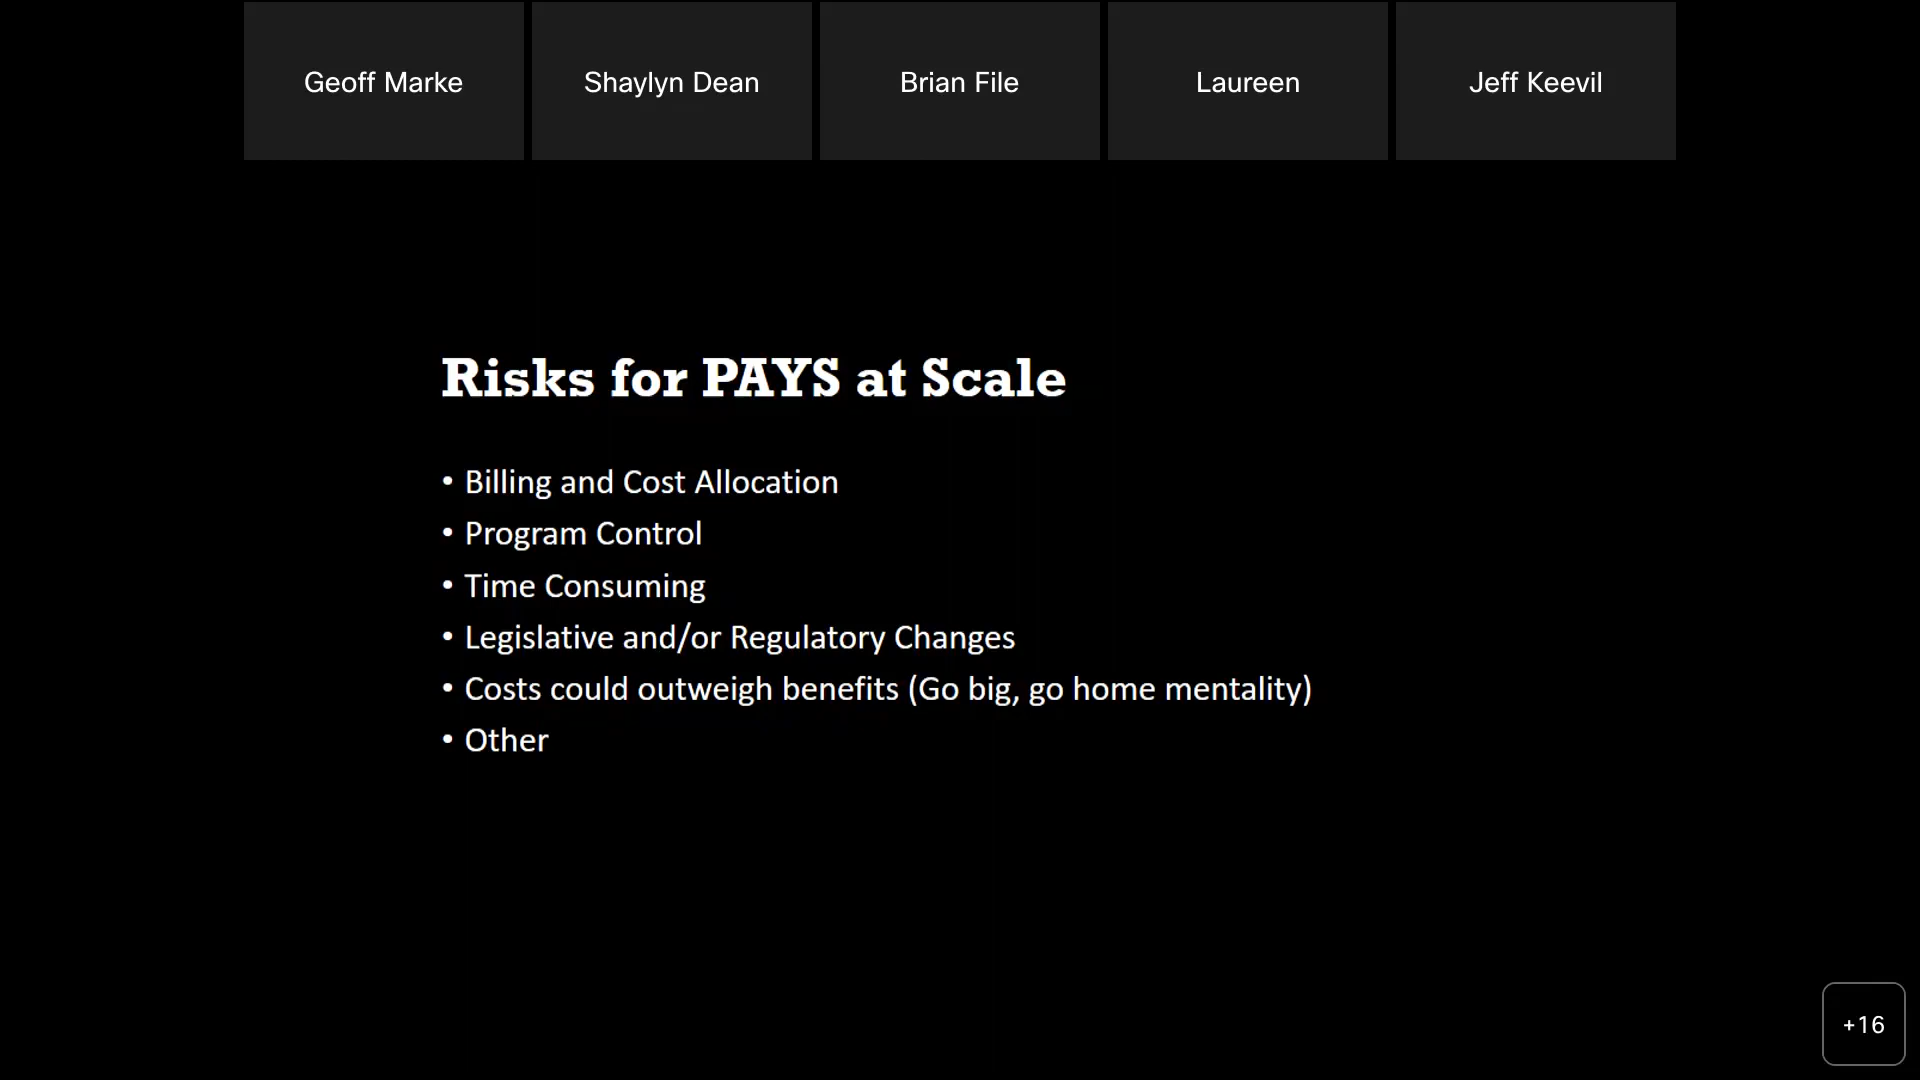 Geoff Marke
Shaylyn Dean
Brian File
Laureen
Jeff Keevil
Risks for PAYS at Scale
• Billing and Cost Allocation
• Program Control
• Time Consuming
• Legislative and/or Regulatory Changes
• Costs could outweigh benefits (Go big, go home mentality)
• Other
+16